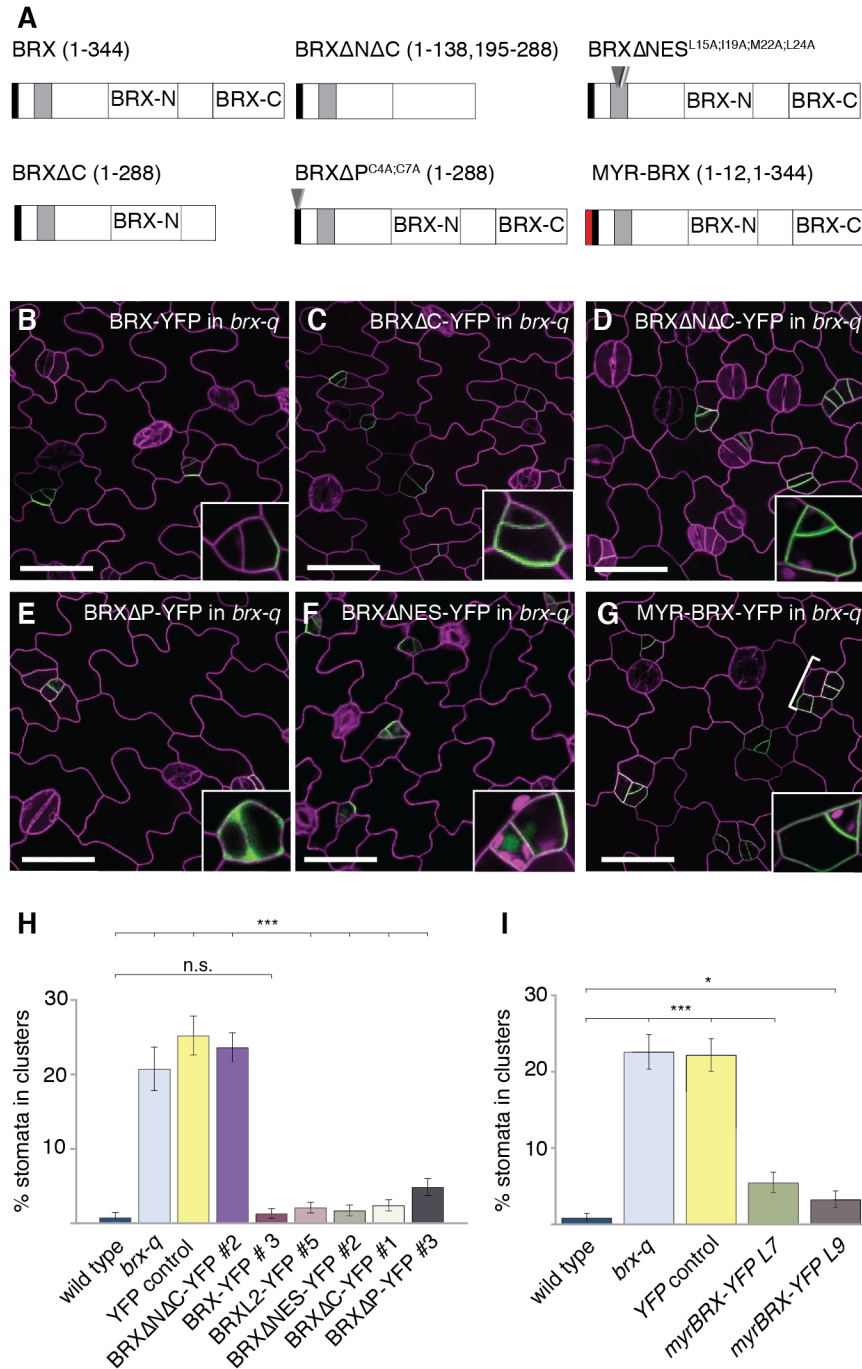 A
BRX (1-344)
BRXΔNΔC (1-138,195-288)
BRXΔNES^L15A;I19A;M22A;L24A
BRX-N BRX-C
BRX-N BRX-C
BRXΔC (1-288)
BRXΔP^C4A;C7A (1-288)
MYR-BRX (1-12,1-344)
BRX-N
BRX-N BRX-C
BRX-N BRX-C
B BRX-YFP in brx-q
C BRXΔC-YFP in brx-q
D BRXΔNΔC-YFP in brx-q
E BRXΔP-YFP in brx-q
F BRXΔNES-YFP in brx-q
G MYR-BRX-YFP in brx-q
H
***
n.s.
% stomata in clusters
30
20
10
wild type
brx-q
YFP control
BRXΔNΔC-YFP #2
BRX-YFP # 3
BRXL2-YFP #5
BRXΔNES-YFP #2
BRXΔC-YFP #1
BRXΔP-YFP #3
I
*
***
% stomata in clusters
30
20
10
wild type
brx-q
YFP control
myrBRX-YFP L7
myrBRX-YFP L9